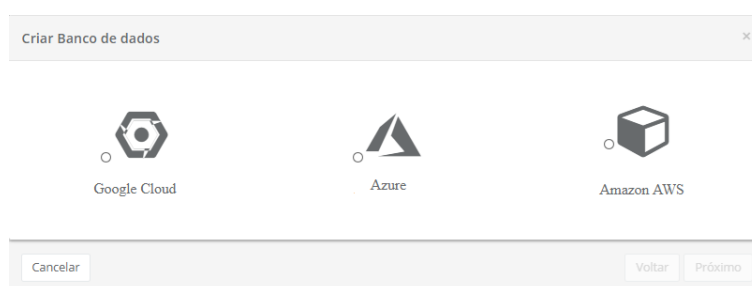 Criar Banco de dados
×
Google Cloud
Azure
Amazon AWS
Cancelar
Voltar
Próximo